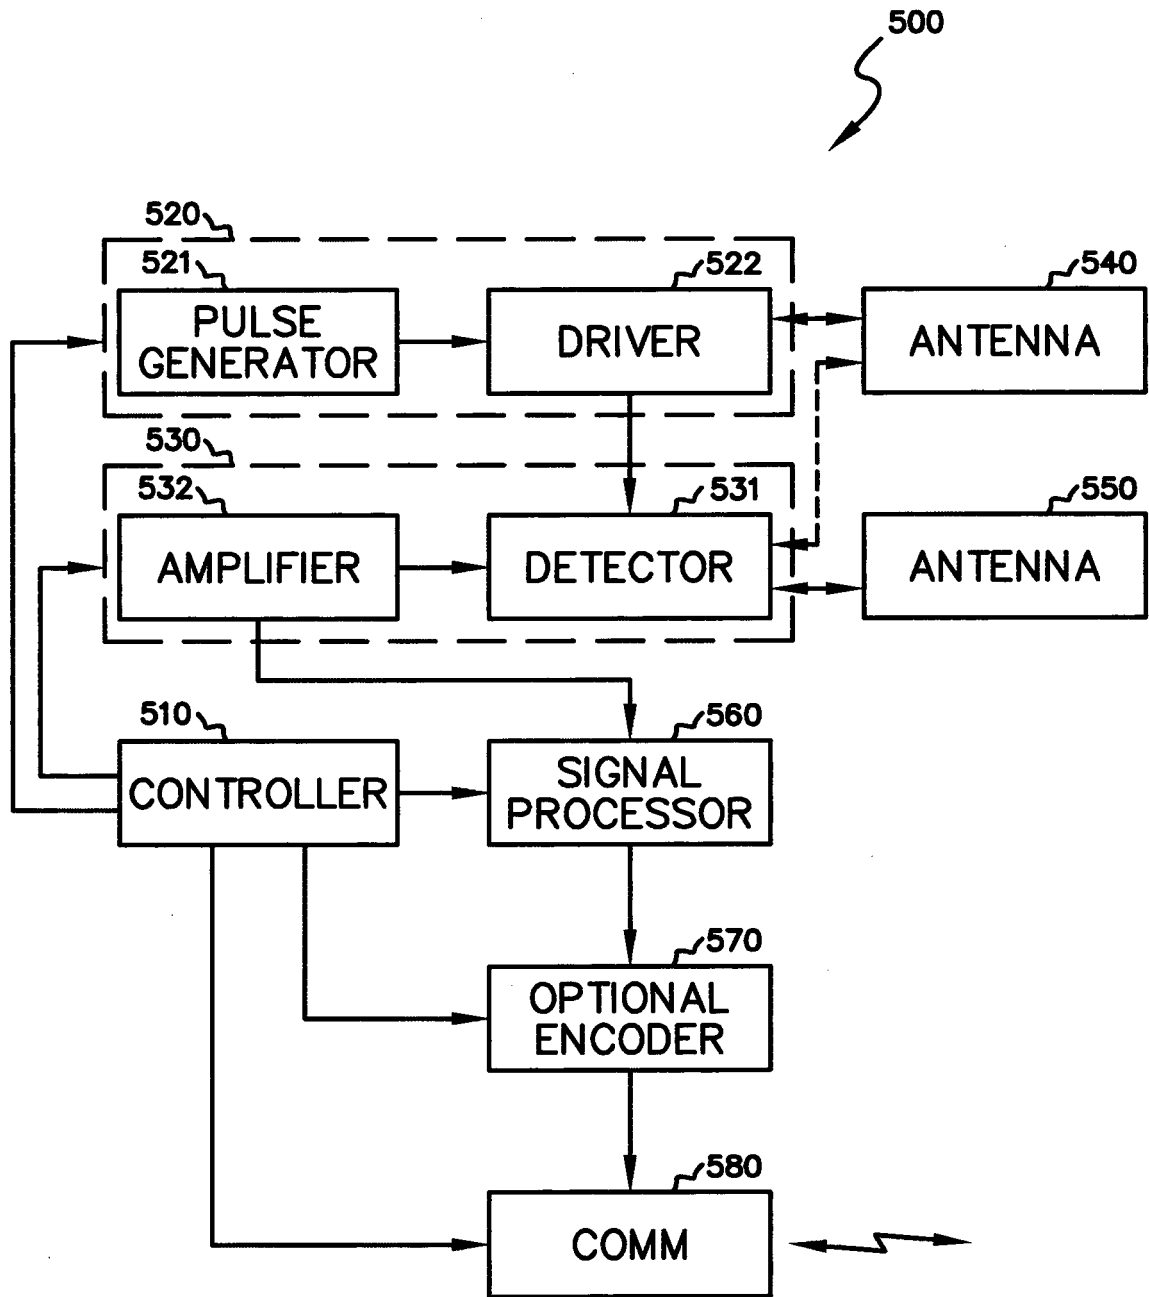 500
520
521
PULSE
GENERATOR
522
DRIVER
540
ANTENNA
530
532
AMPLIFIER
531
DETECTOR
550
ANTENNA
510
CONTROLLER
560
SIGNAL
PROCESSOR
570
OPTIONAL
ENCODER
580
COMM